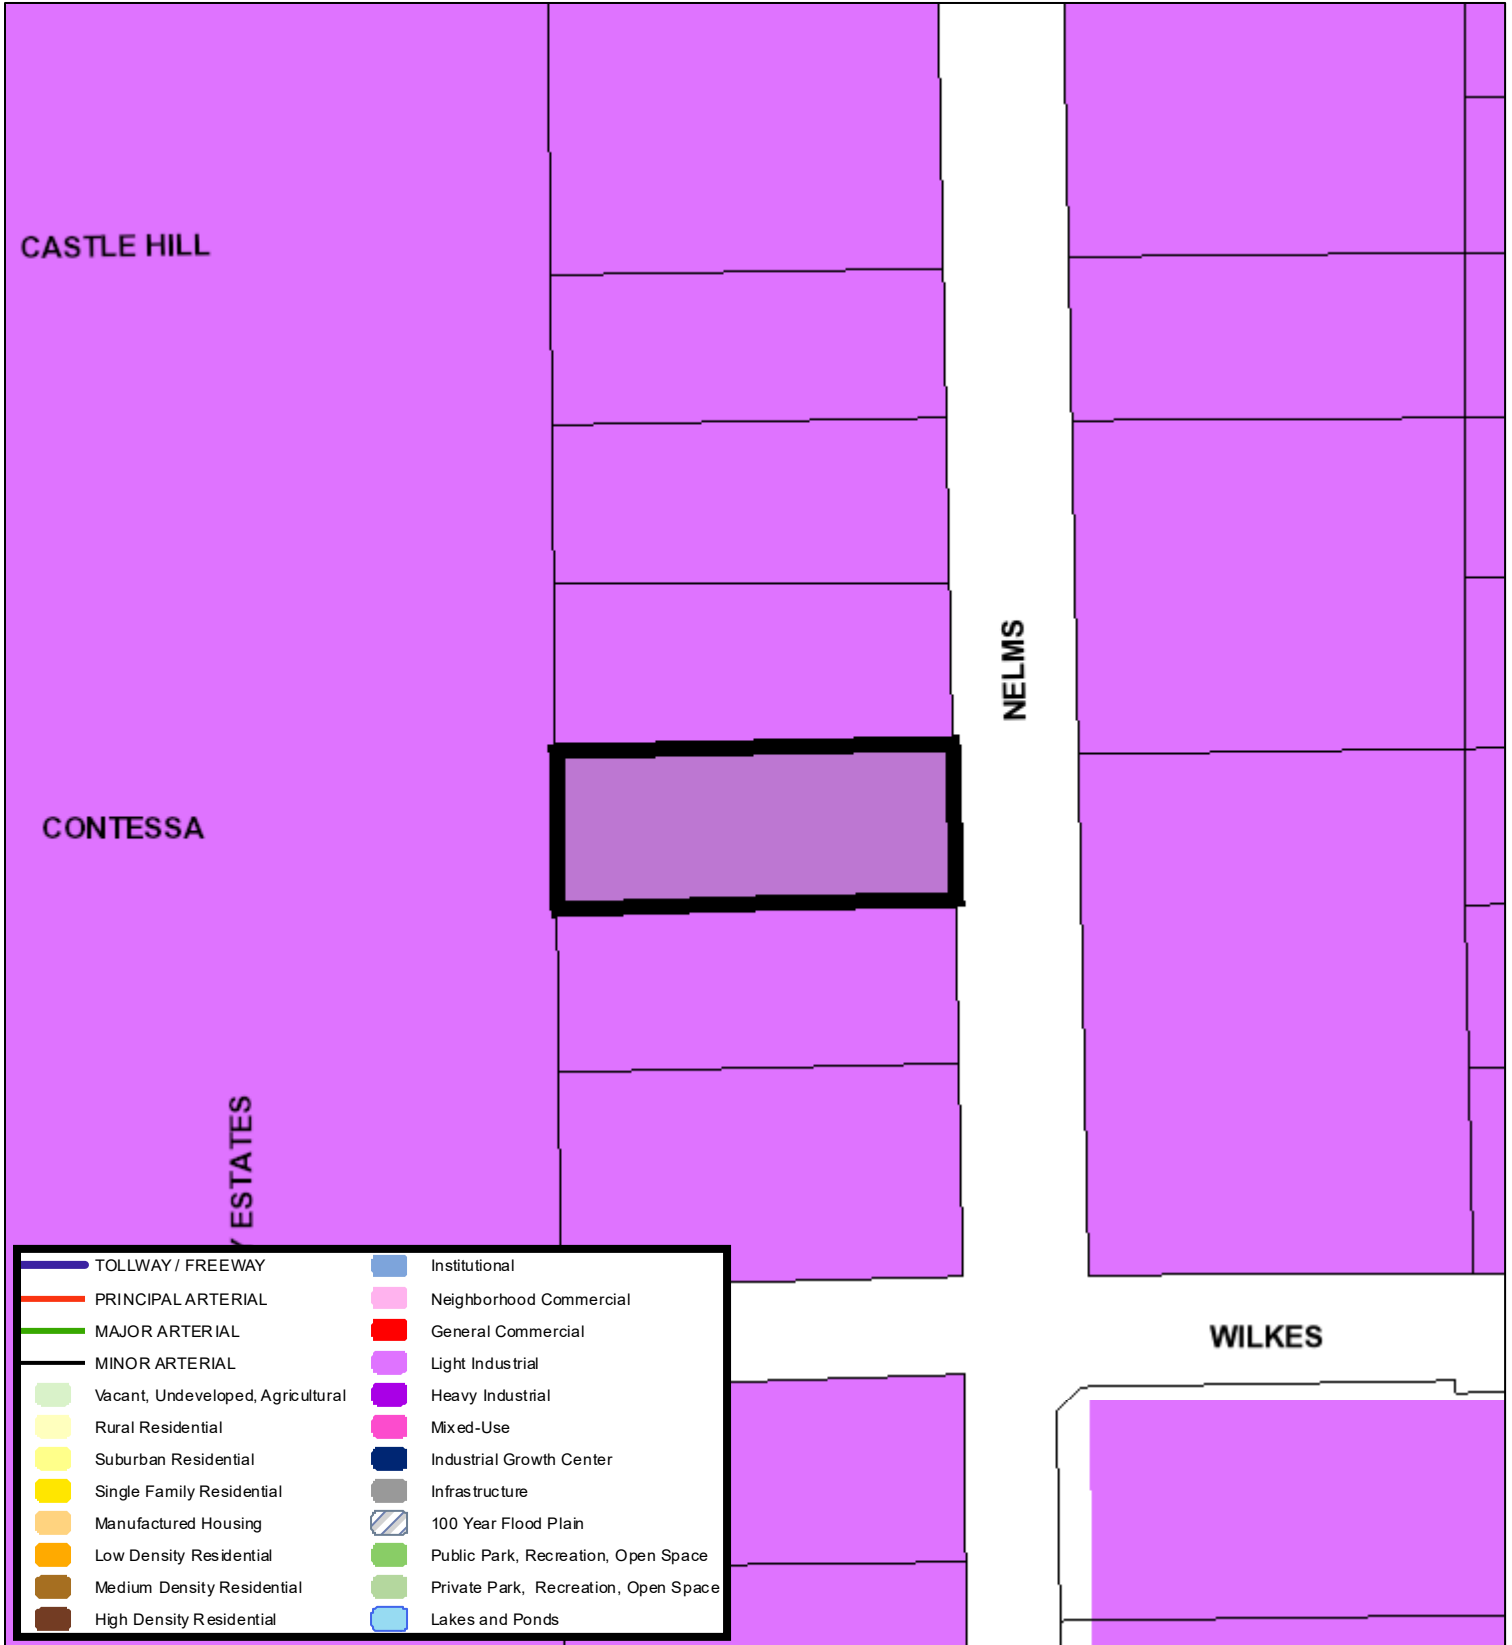 CASTLE HILL
NELMS
CONTESSA
ESTATES
WILKES
TOLLWAY / FREEWAY
PRINCIPAL ARTERIAL
MAJOR ARTERIAL
MINOR ARTERIAL
Vacant, Undeveloped, Agricultural
Rural Residential
Suburban Residential
Single Family Residential
Manufactured Housing
Low Density Residential
Medium Density Residential
High Density Residential
Institutional
Neighborhood Commercial
General Commercial
Light Industrial
Heavy Industrial
Mixed-Use
Industrial Growth Center
Infrastructure
100 Year Flood Plain
Public Park, Recreation, Open Space
Private Park, Recreation, Open Space
Lakes and Ponds